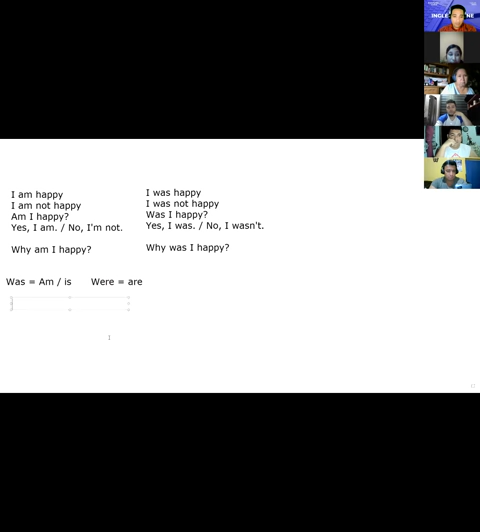 I am happy
I am not happy
Am I happy?
Yes, I am. / No, I'm not.
Why am I happy?
I was happy
I was not happy
Was I happy?
Yes, I was. / No, I wasn't.
Why was I happy?
Was = Am / is
Were = are